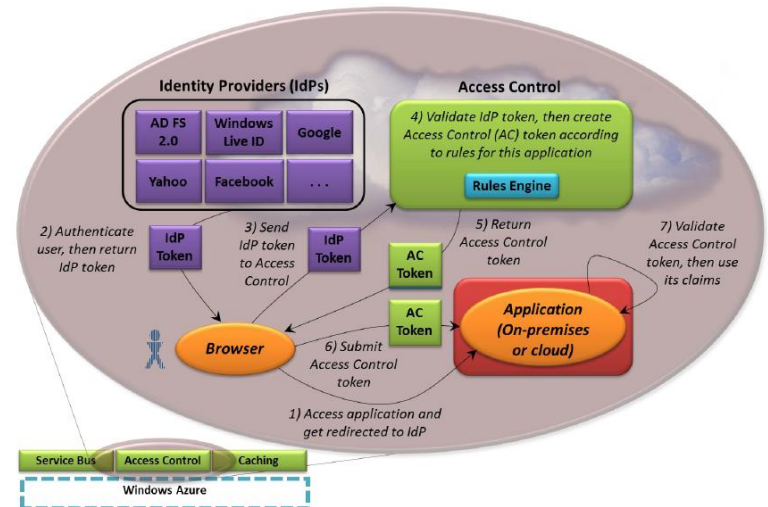 Identity Providers (IdPs)
AD FS
2.0
Windows
Live ID
Google
Yahoo
Facebook
. . .
Access Control
4) Validate IdP token, then create
Access Control (AC) token according
to rules for this application
Rules Engine
2) Authenticate
user, then return
IdP token
IdP
Token
3) Send
IdP token
to Access
Control
IdP
Token
5) Return
Access Control
token
AC
Token
7) Validate
Access Control
token, then use
its claims
AC
Token
Application
(On-premises
or cloud)
Browser
6) Submit
Access Control
token
1) Access application and
get redirected to IdP
Service Bus
Access Control
Caching
Windows Azure